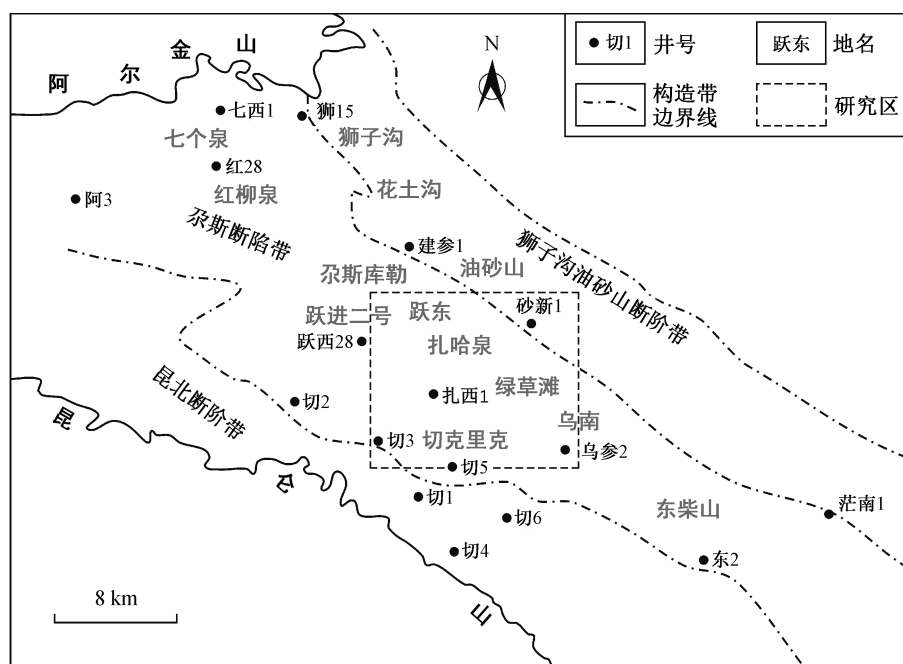 阿尔金山
N
切1 井号
跃东 地名
构造带
边界线
研究区
七西1
狮15
七个泉
狮子沟
红28
红柳泉
花土沟
阿3
尕斯断陷带
建参1
油砂山
狮子沟油砂山断阶带
尕斯库勒
跃进二号
跃东
砂新1
跃西28
扎哈泉
昆北断阶带
切2
扎西1
绿草滩
乌南
切3
切克里克
乌参2
切5
切1
切6
切4
东柴山
茫南1
东2
昆仑山
8 km